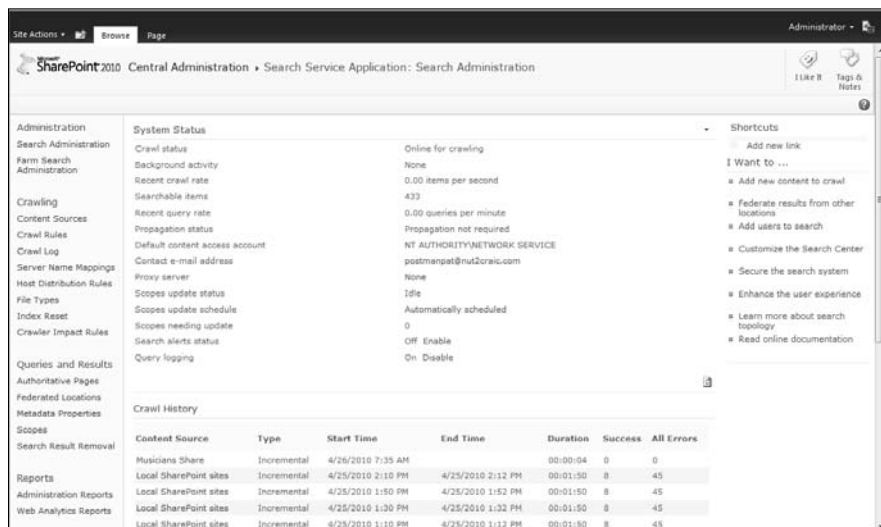 Administrator
Site Actions
Browse
Page
Microsoft
SharePoint 2010 Central Administration ▸ Search Service Application: Search Administration
I Like It
Tags &
Notes
Administration
Search Administration
Farm Search
Administration
Crawling
Content Sources
Crawl Rules
Crawl Log
Server Name Mappings
Host Distribution Rules
File Types
Index Reset
Crawler Impact Rules
Queries and Results
Authoritative Pages
Federated Locations
Metadata Properties
Scopes
Search Result Removal
Reports
Administration Reports
Web Analytics Reports
System Status
Crawl status Online for crawling
Background activity None
Recent crawl rate 0.00 items per second
Searchable items 433
Recent query rate 0.00 queries per minute
Propagation status Propagation not required
Default content access account NT AUTHORITY\NETWORK SERVICE
Contact e-mail address postmanpat@nut2craic.com
Proxy server None
Scopes update status Idle
Scopes update schedule Automatically scheduled
Scopes needing update 0
Search alerts status Off Enable
Query logging On Disable
Crawl History
Content Source Type Start Time End Time Duration Success All Errors
Musicians Share Incremental 4/26/2010 7:35 AM 00:00:04 0 0
Local SharePoint sites Incremental 4/25/2010 2:10 PM 4/25/2010 2:12 PM 00:01:50 8 45
Local SharePoint sites Incremental 4/25/2010 1:50 PM 4/25/2010 1:52 PM 00:01:50 8 45
Local SharePoint sites Incremental 4/25/2010 1:30 PM 4/25/2010 1:32 PM 00:01:50 8 45
Local SharePoint sites Incremental 4/25/2010 1:10 PM 4/25/2010 1:12 PM 00:01:50 8 45
Shortcuts
Add new link
I Want to ...
Add new content to crawl
Federate results from other
locations
Add users to search
Customize the Search Center
Secure the search system
Enhance the user experience
Learn more about search
topology
Read online documentation